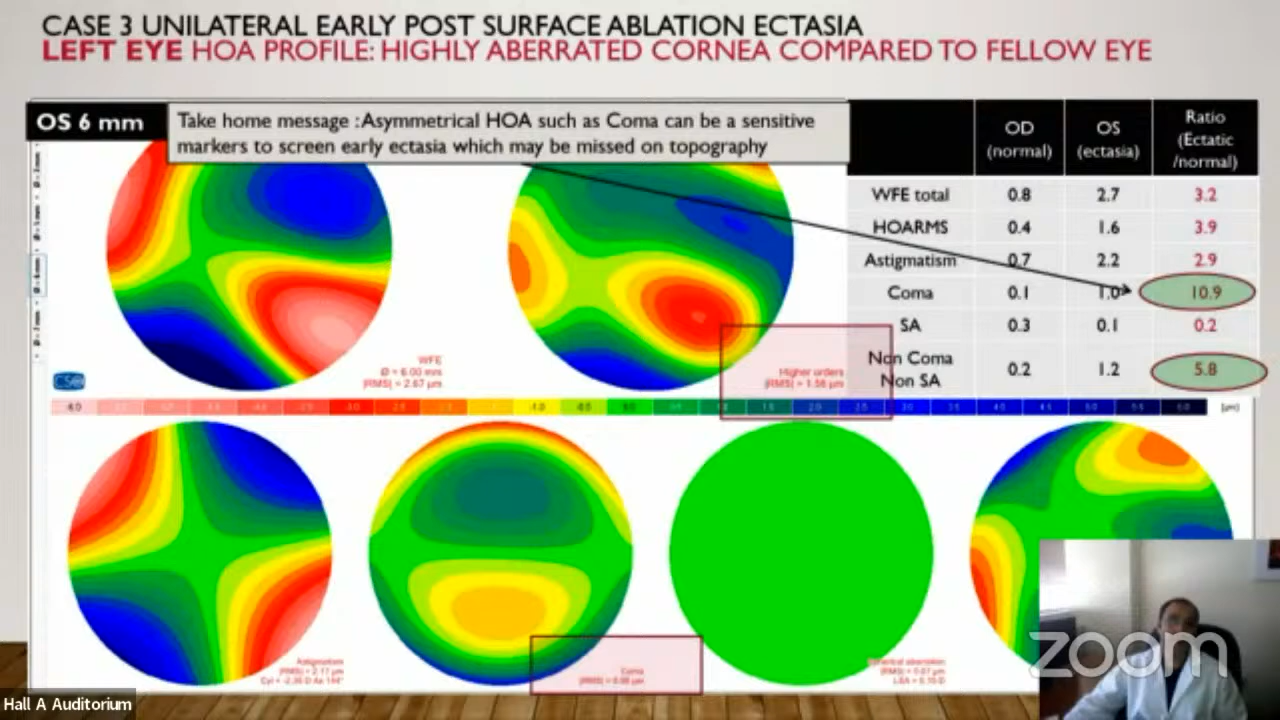 CASE 3 UNILATERAL EARLY POST SURFACE ABLATION ECTASIA
LEFT EYE HOA PROFILE: HIGHLY ABERRATED CORNEA COMPARED TO FELLOW EYE
OS 6 mm
Take home message :Asymmetrical HOA such as Coma can be a sensitive
markers to screen early ectasia which may be missed on topography
OD (normal) OS (ectasia) Ratio (Ectatic /normal)
WFE total 0.8 2.7 3.2
HOARMS 0.4 1.6 3.9
Astigmatism 0.7 2.2 2.9
Coma 0.1 1.0 10.9
SA 0.3 0.1 0.2
Non Coma Non SA 0.2 1.2 5.8
WFE
Ø = 6.00 mm
(RMS) = 2.67 µm
Higher orders
(RMS) = 1.56 µm
CSO
[µm]
Astigmatism
(RMS) = 2.17 µm
Coma
zoom
Hall A Auditorium